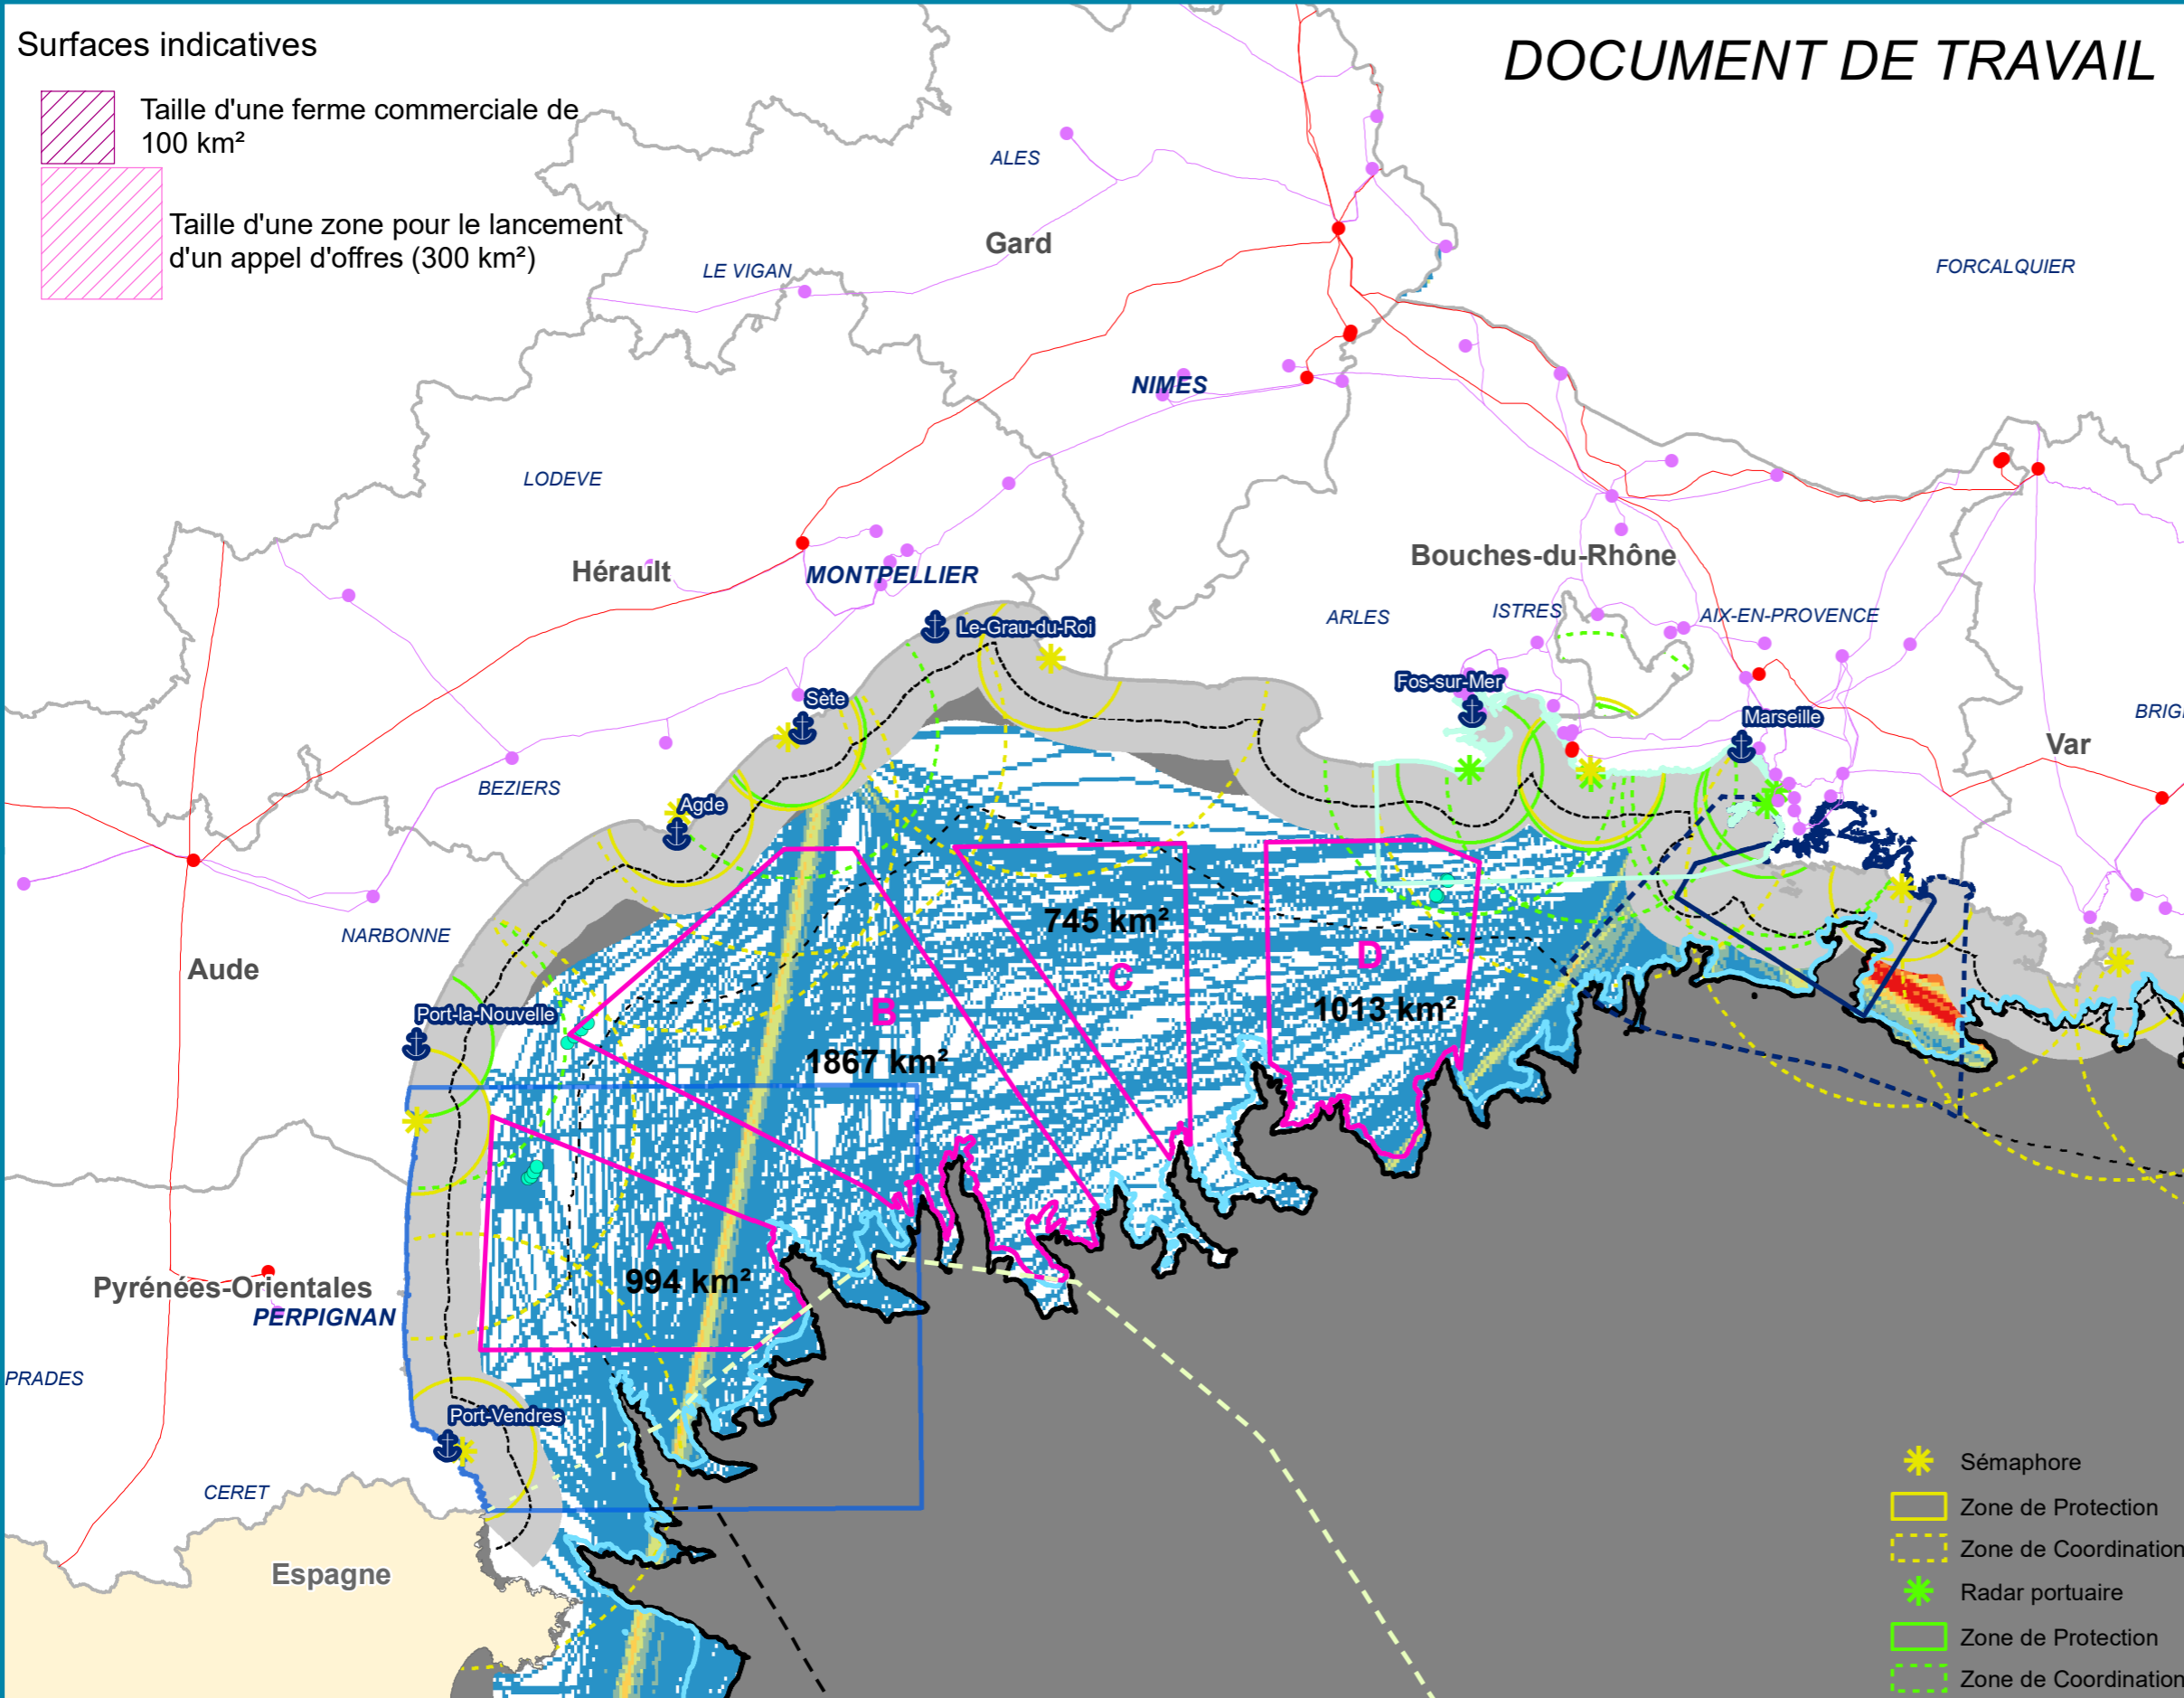 Surfaces indicatives
DOCUMENT DE TRAVAIL
Taille d'une ferme commerciale de
100 km²
Taille d'une zone pour le lancement
d'un appel d'offres (300 km²)
ALES
Gard
LE VIGAN
FORCALQUIER
NIMES
LODEVE
Hérault
MONTPELLIER
Bouches-du-Rhône
ARLES
ISTRES
AIX-EN-PROVENCE
Le-Grau-du-Roi
Fos-sur-Mer
Sète
Marseille
BRIG
Var
BEZIERS
Agde
NARBONNE
745 km²
Aude
D
C
Port-la-Nouvelle
B
1013 km²
1867 km²
A
994 km²
Pyrénées-Orientales
PERPIGNAN
PRADES
Port-Vendres
CERET
Espagne
Sémaphore
Zone de Protection
Zone de Coordination
Radar portuaire
Zone de Protection
Zone de Coordination